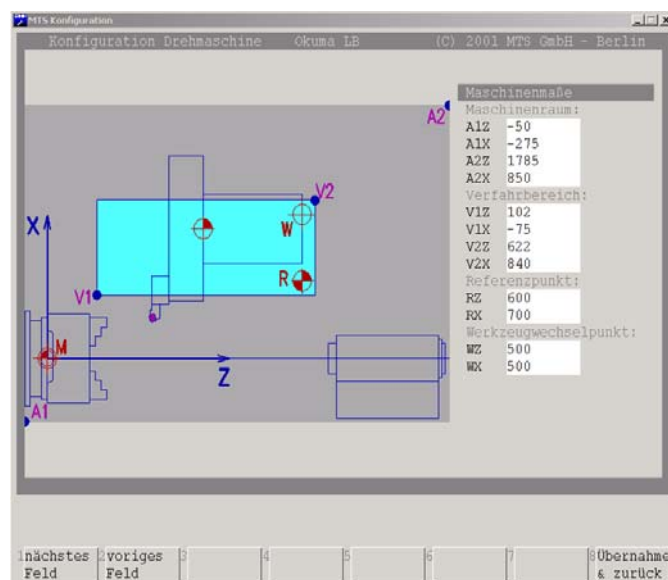 MTS Konfiguration
Konfiguration Drehmaschine Okuma LB (C) 2001 MTS GmbH - Berlin
A2
V2
W
X
R
V1
M
Z
A1
Maschinenmaße
Maschinenraum:
A1Z -50
A1X -275
A2Z 1785
A2X 850
Verfahrbereich:
V1Z 102
V1X -75
V2Z 622
V2X 840
Referenzpunkt:
RZ 600
RX 700
Werkzeugwechselpunkt:
WZ 500
WX 500
1 nächstes Feld
2 voriges Feld
3
4
5
6
7
8 Übernahme & zurück